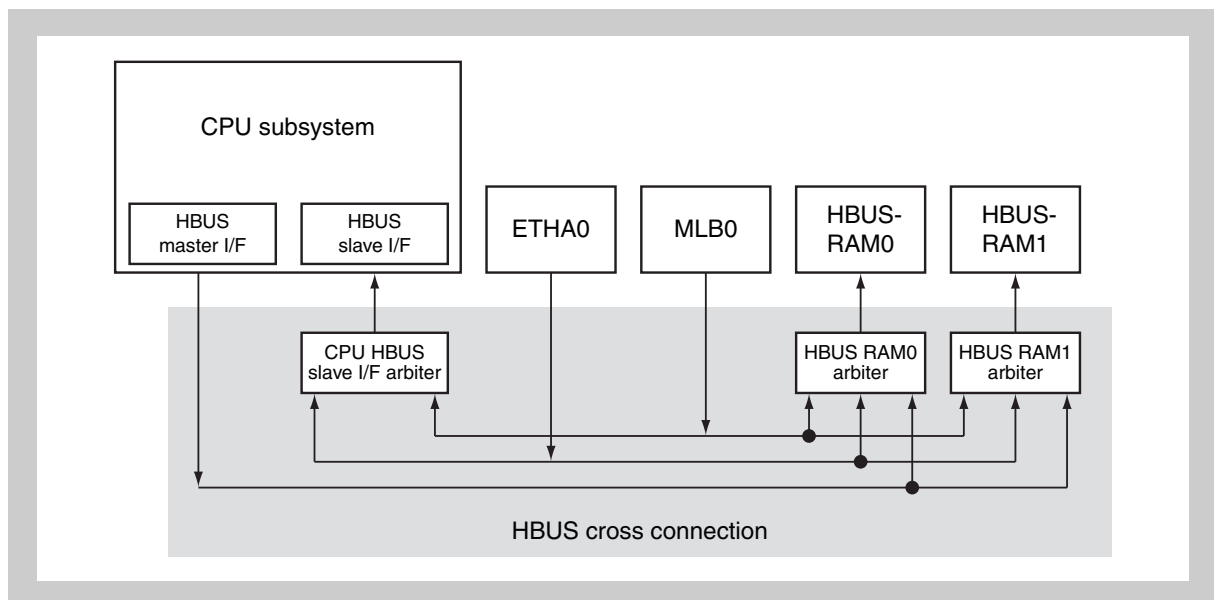 CPU subsystem
HBUS
master I/F
HBUS
slave I/F
ETHA0
MLB0
HBUS-
RAM0
HBUS-
RAM1
CPU HBUS
slave I/F arbiter
HBUS RAM0
arbiter
HBUS RAM1
arbiter
HBUS cross connection